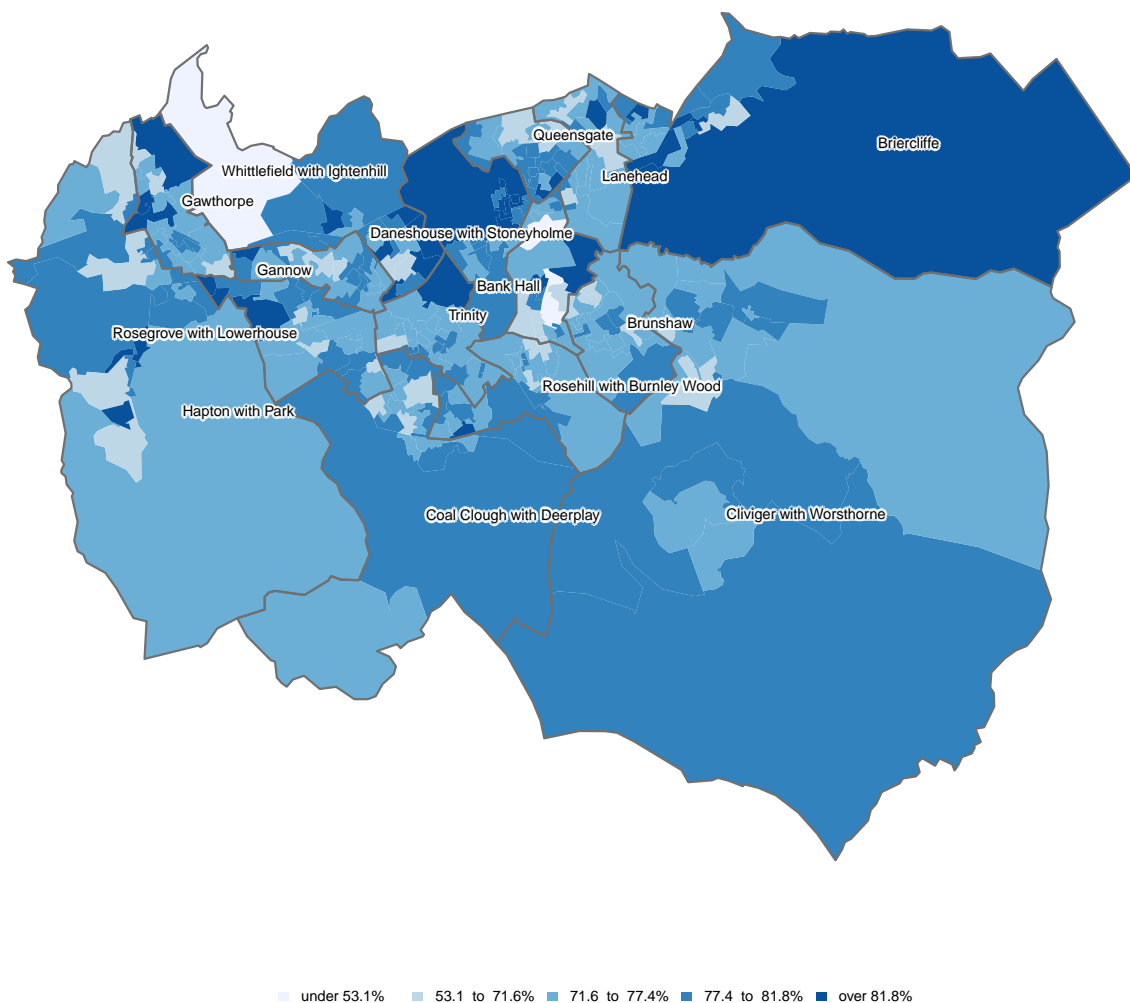 Queensgate
Briercliffe
Whittlefield with Ightenhill
Lanehead
Gawthorpe
Daneshouse with Stoneyholme
Gannow
Bank Hall
Trinity
Brunshaw
Rosegrove with Lowerhouse
Rosehill with Burnley Wood
Hapton with Park
Coal Clough with Deerplay
Cliviger with Worsthorne
under 53.1% 53.1 to 71.6% 71.6 to 77.4% 77.4 to 81.8% over 81.8%